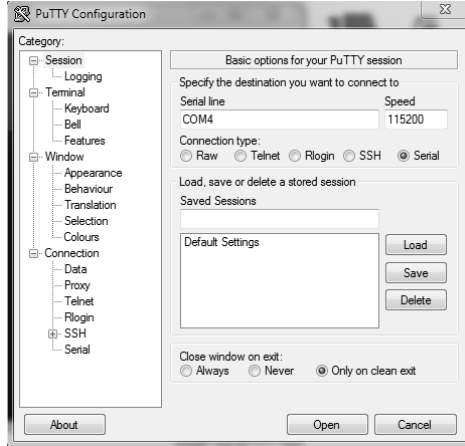 PuTTY Configuration
Category:
Session
Logging
Terminal
Keyboard
Bell
Features
Window
Appearance
Behaviour
Translation
Selection
Colours
Connection
Data
Proxy
Telnet
Rlogin
SSH
Serial
Basic options for your PuTTY session
Specify the destination you want to connect to
Serial line Speed
COM4 115200
Connection type:
Raw Telnet Rlogin SSH Serial
Load, save or delete a stored session
Saved Sessions
Default Settings
Load
Save
Delete
Close window on exit:
Always Never Only on clean exit
About Open Cancel